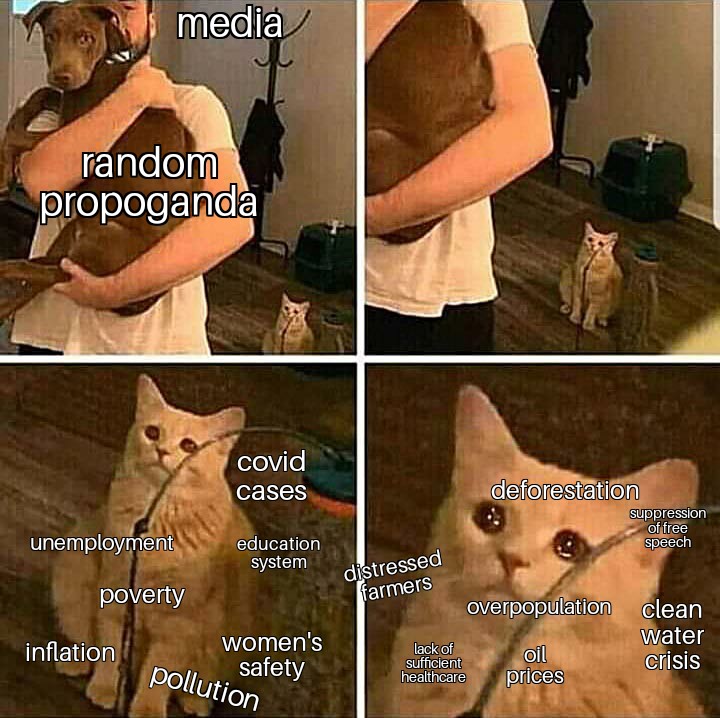 media
random
propoganda
covid
cases
unemployment
education
system
poverty
women's
safety
inflation
pollution
deforestation
suppression
of free
speech
distressed
farmers
overpopulation
clean
water
crisis
lack of
sufficient
healthcare
oil
prices